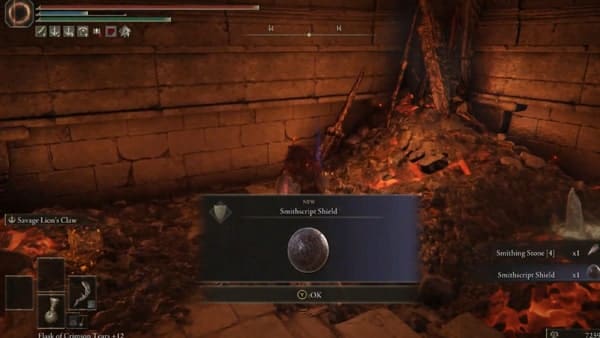 Savage Lion's Claw
NEW
Smithscript Shield
Y :OK
Smithing Stone [4] x1
Smithscript Shield x1
Flask of Crimson Tears +12